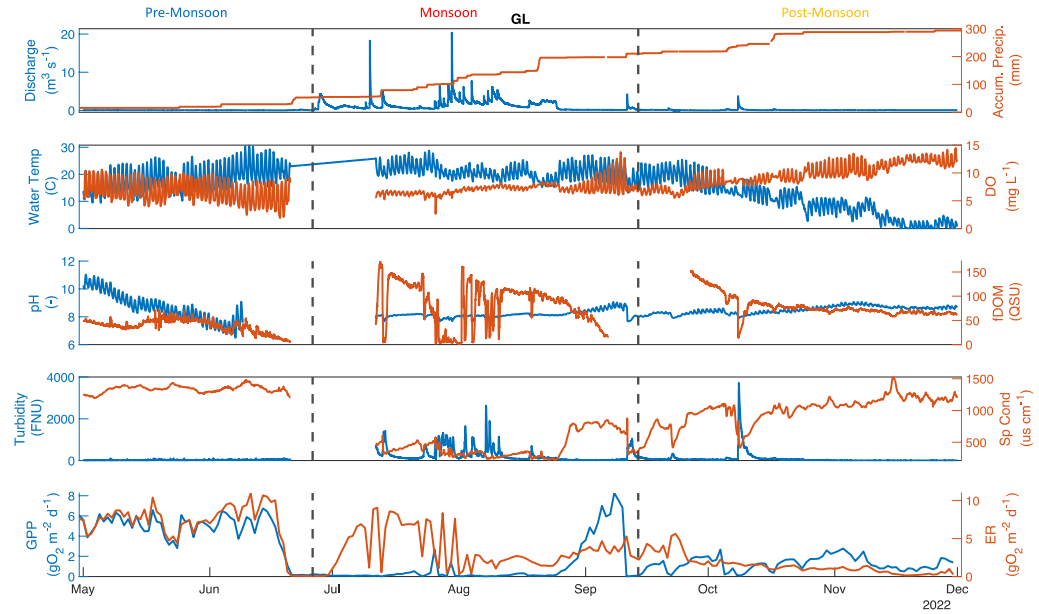 Pre-Monsoon Monsoon Post-Monsoon
GL
Discharge
(m³ s⁻¹)
20
10
0
300
200
100
0
Accum. Precip.
(mm)
Water Temp
(C)
30
20
10
0
15
10
5
0
DO
(mg L⁻¹)
pH
(-)
12
10
8
6
150
100
50
0
fDOM
(QSU)
Turbidity
(FNU)
4000
2000
0
1500
1000
500
Sp Cond
(us cm⁻¹)
GPP
(gO₂ m⁻² d⁻¹)
8
6
4
2
0
10
5
0
ER
(gO₂ m⁻² d⁻¹)
May Jun Jul Aug Sep Oct Nov Dec
2022